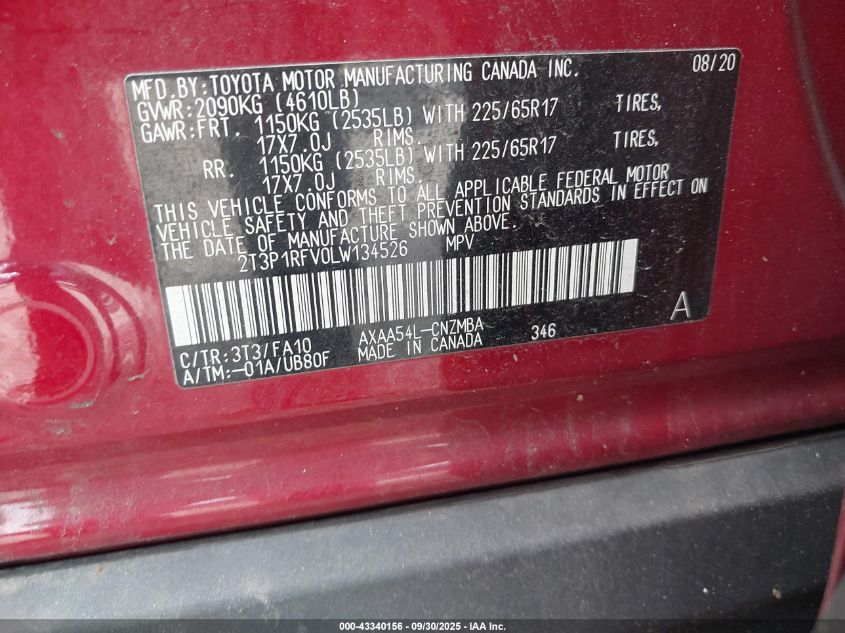 MFD.BY:TOYOTA MOTOR MANUFACTURING CANADA INC. 08/20
GVWR:2090KG (4610LB)
GAWR:FRT. 1150KG (2535LB) WITH 225/65R17 TIRES,
17X7.0J RIMS.
RR. 1150KG (2535LB) WITH 225/65R17 TIRES,
17X7.0J RIMS.
THIS VEHICLE CONFORMS TO ALL APPLICABLE FEDERAL MOTOR
VEHICLE SAFETY AND THEFT PREVENTION STANDARDS IN EFFECT ON
THE DATE OF MANUFACTURE SHOWN ABOVE.
2T3P1RFV0LW134526 MPV
A
C/TR:3T3/FA10 AXAA54L-CNZMBA 346
A/TM:-01A/UB80F MADE IN CANADA
000-43340156 - 09/30/2025 - IAA Inc.